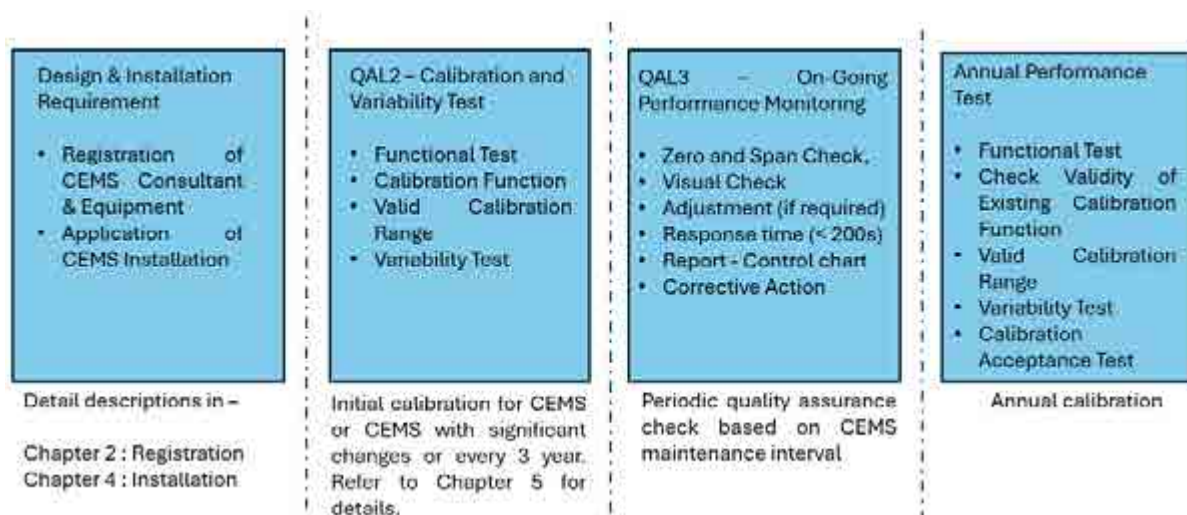 Design & Installation
Requirement
• Registration of
CEMS Consultant
& Equipment
• Application of
CEMS Installation
Detail descriptions in –
Chapter 2 : Registration
Chapter 4 : Installation
QAL2 – Calibration and
Variability Test
• Functional Test
• Calibration Function
• Valid Calibration
Range
• Variability Test
Initial calibration for CEMS
or CEMS with significant
changes or every 3 year.
Refer to Chapter 5 for
details.
QAL3 – On-Going
Performance Monitoring
• Zero and Span Check,
• Visual Check
• Adjustment (if required)
• Response time (< 200s)
• Report - Control chart
• Corrective Action
Periodic quality assurance
check based on CEMS
maintenance interval
Annual Performance
Test
• Functional Test
• Check Validity of
Existing Calibration
Function
• Valid Calibration
Range
• Variability Test
• Calibration
Acceptance Test
Annual calibration